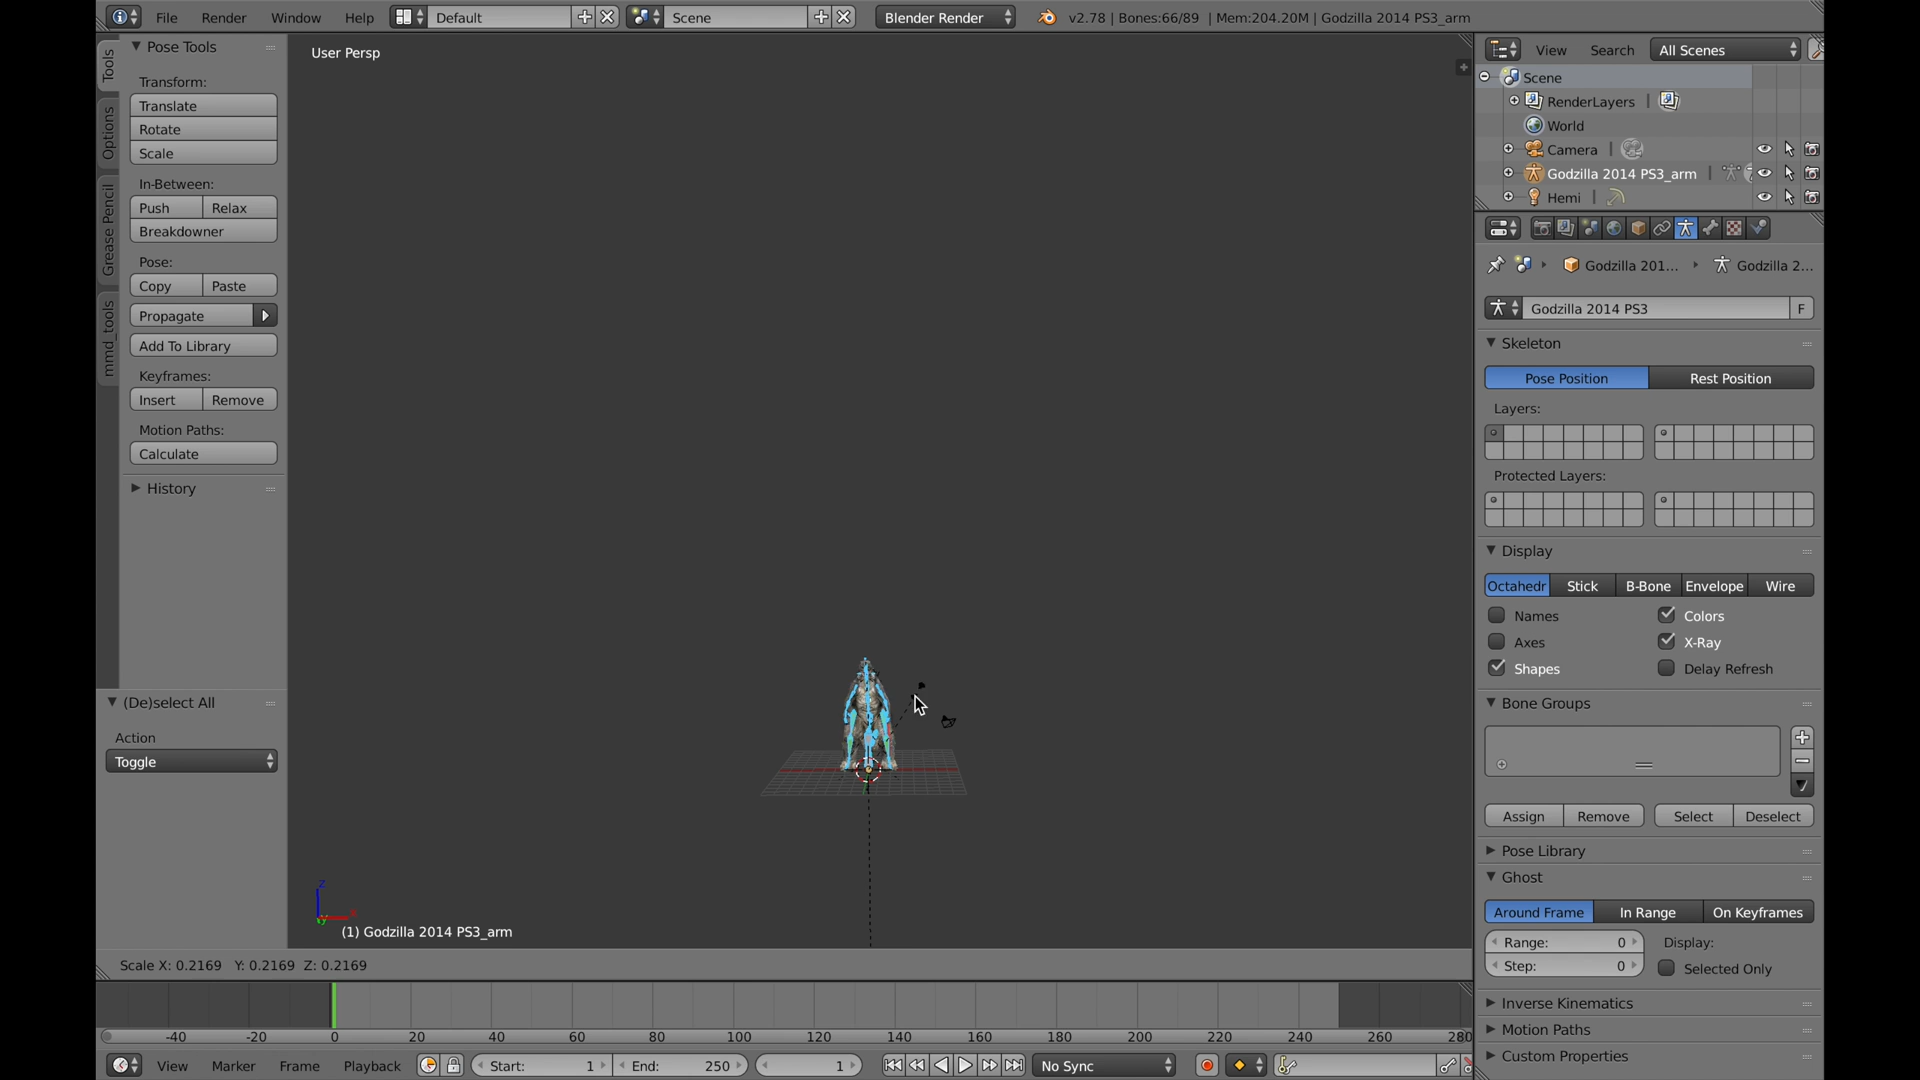 File Render Window Help Default Scene Blender Render v2.78 | Bones:66/89 | Mem:204.20M | Godzilla 2014 PS3_arm
Tools
Options
Grease Pencil
mmd_tools
Pose Tools
Transform:
Translate
Rotate
Scale
In-Between:
Push Relax
Breakdowner
Pose:
Copy Paste
Propagate
Add To Library
Keyframes:
Insert Remove
Motion Paths:
Calculate
History
(De)select All
Action
Toggle
User Persp
Z
X
Y
(1) Godzilla 2014 PS3_arm
Scale X: 0.2169 Y: 0.2169 Z: 0.2169
-40 -20 0 20 40 60 80 100 120 140 160 180 200 220 240 260 280
View Marker Frame Playback Start: 1 End: 250 1 No Sync
View Search All Scenes
Scene
RenderLayers
World
Camera
Godzilla 2014 PS3_arm
Hemi
Godzilla 201... Godzilla 2...
Godzilla 2014 PS3 F
Skeleton
Pose Position Rest Position
Layers:
Protected Layers:
Display
Octahedr Stick B-Bone Envelope Wire
Names Colors
Axes X-Ray
Shapes Delay Refresh
Bone Groups
Assign Remove Select Deselect
Pose Library
Ghost
Around Frame In Range On Keyframes
Range: 0 Display:
Step: 0 Selected Only
Inverse Kinematics
Motion Paths
Custom Properties